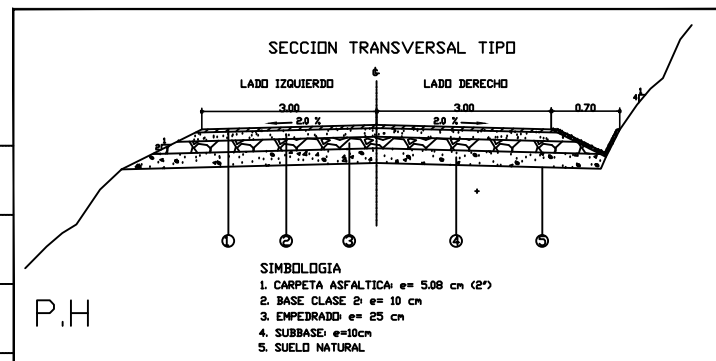 SECCION TRANSVERSAL TIPO
LADO IZQUIERDO LADO DERECHO
3.00 3.00 0.70
2.0 % 2.0 %
1 2 3 4 5
SIMBOLOGIA
1. CARPETA ASFALTICA: e= 5.08 cm (2")
2. BASE CLASE 2: e= 10 cm
3. EMPEDRADO: e= 25 cm
4. SUBBASE: e=10cm
5. SUELO NATURAL
P.H